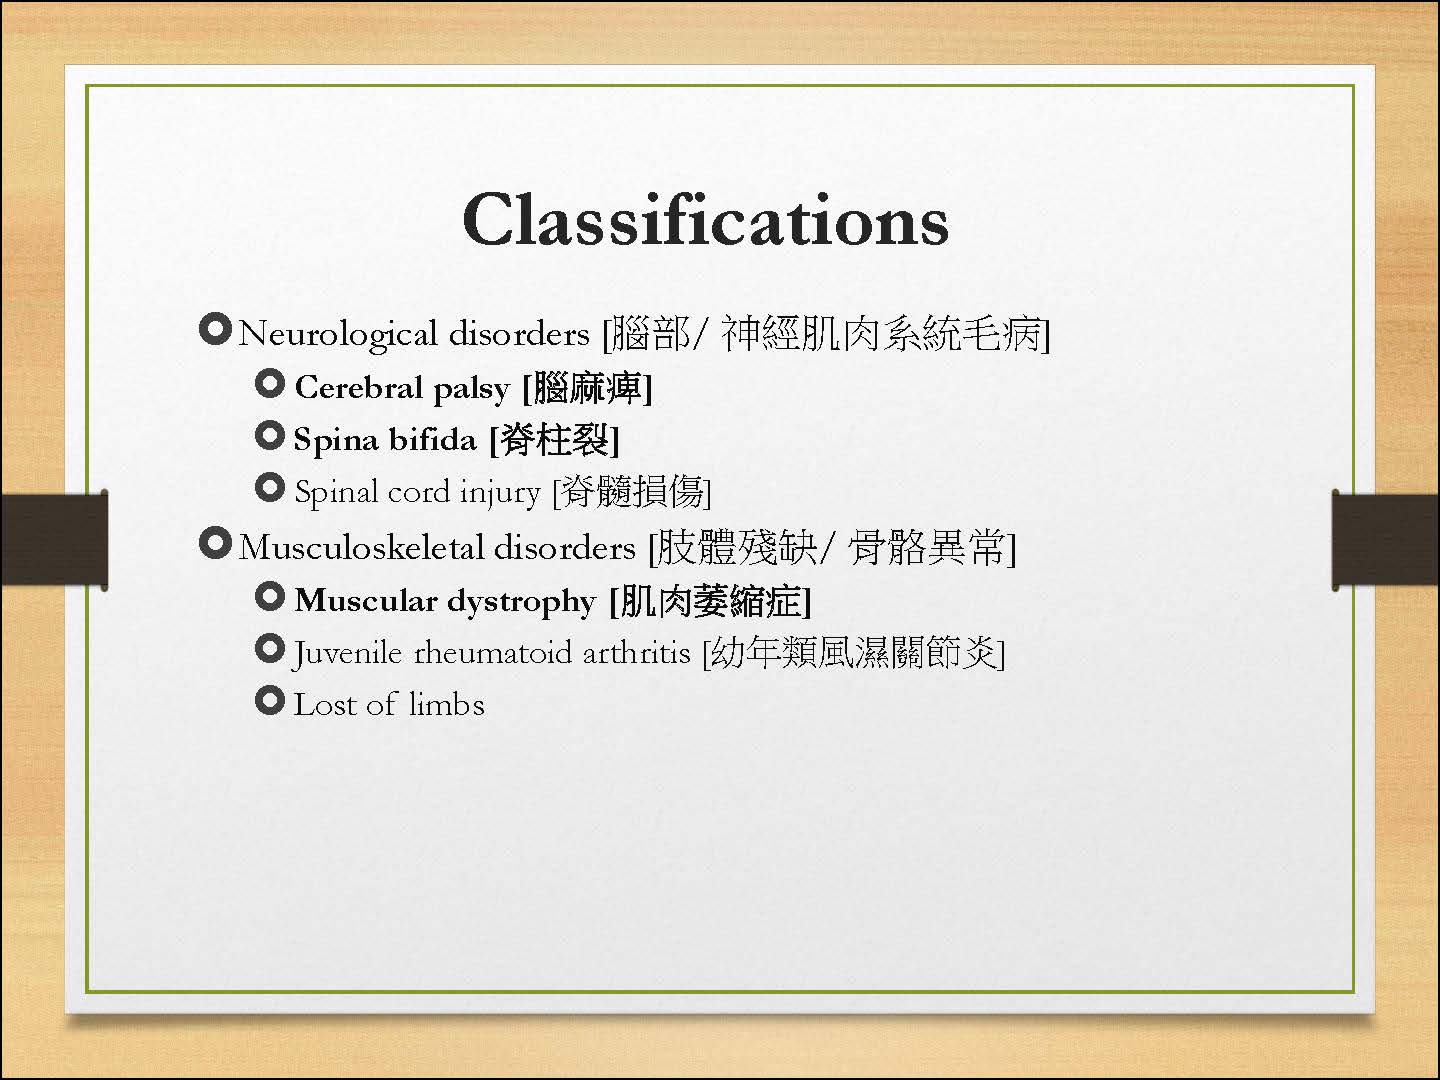 Classifications
Neurological disorders [腦部/ 神經肌肉系統毛病]
Cerebral palsy [腦麻痺]
Spina bifida [脊柱裂]
Spinal cord injury [脊髓損傷]
Musculoskeletal disorders [肢體殘缺/ 骨骼異常]
Muscular dystrophy [肌肉萎縮症]
Juvenile rheumatoid arthritis [幼年類風濕關節炎]
Lost of limbs